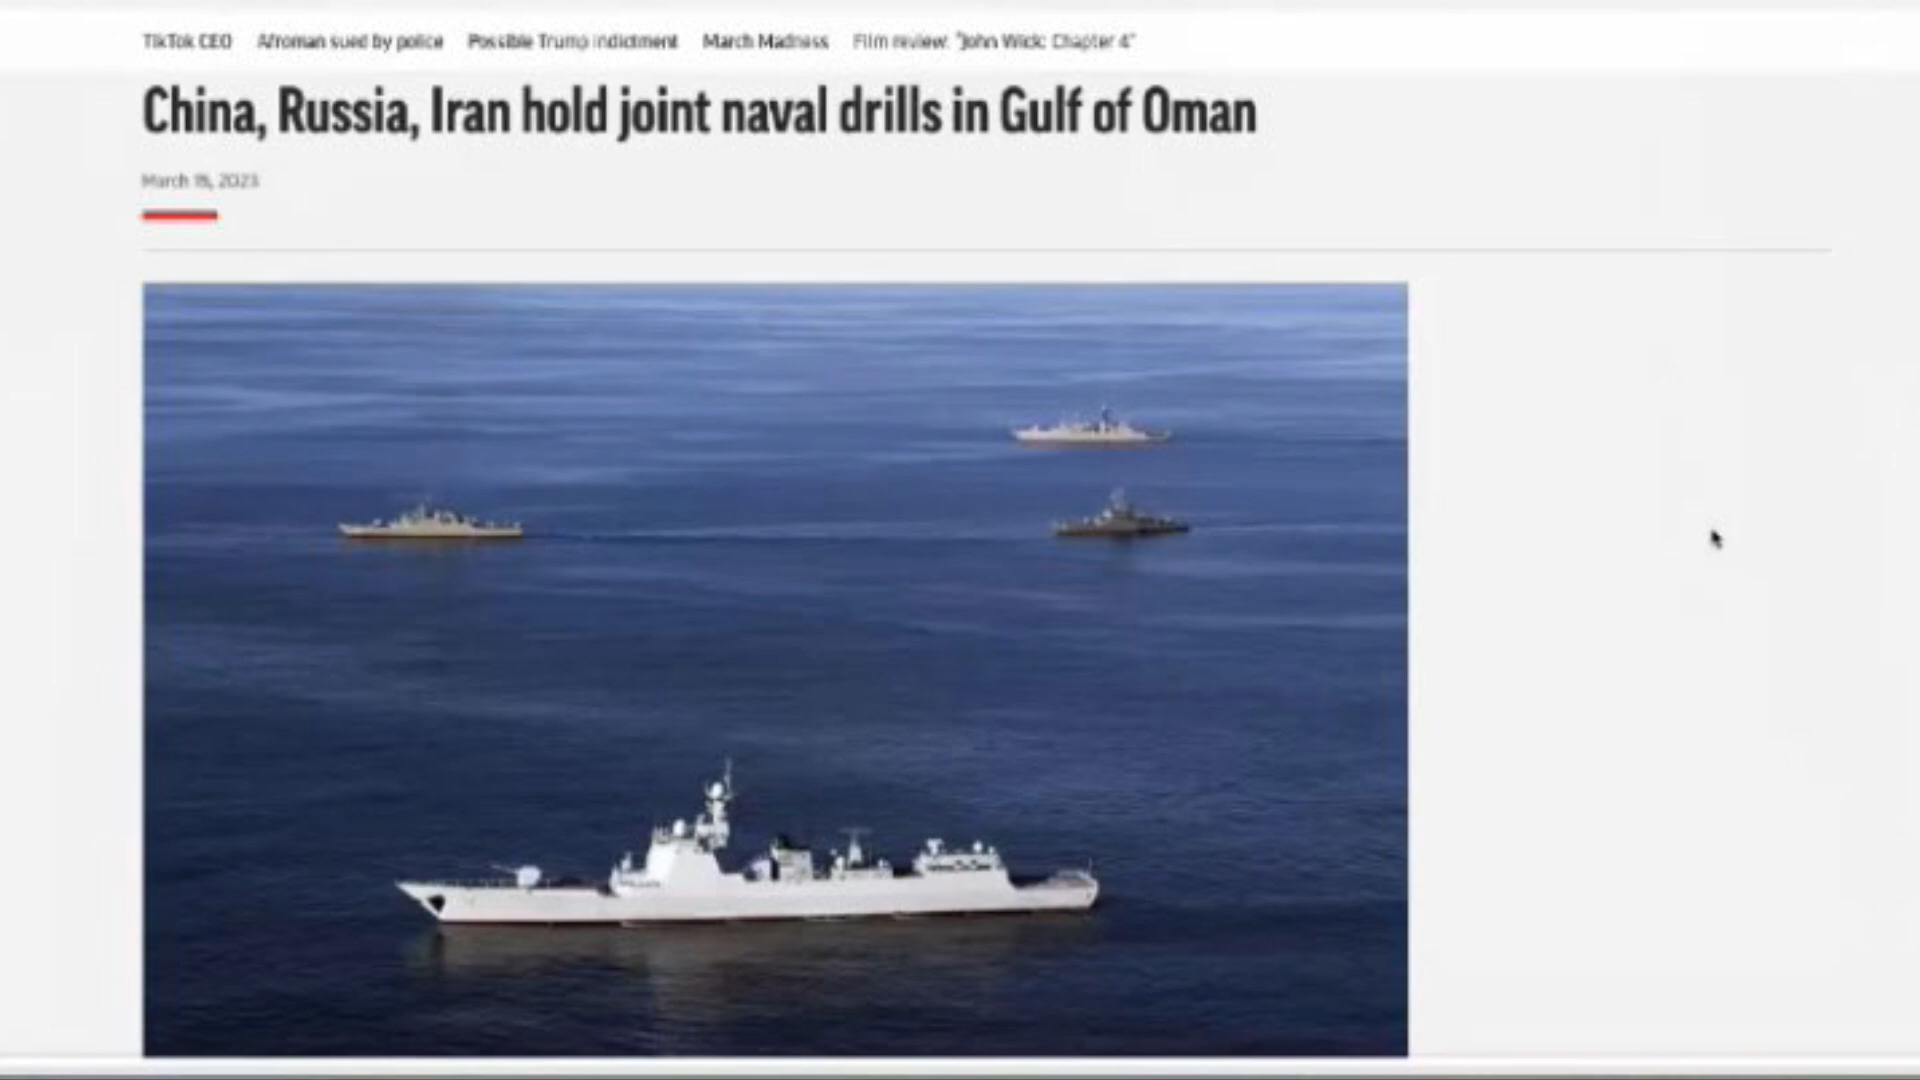 TikTok CEO Afroman sued by police Possible Trump indictment March Madness Film review: "John Wick: Chapter 4"
China, Russia, Iran hold joint naval drills in Gulf of Oman
March 2023